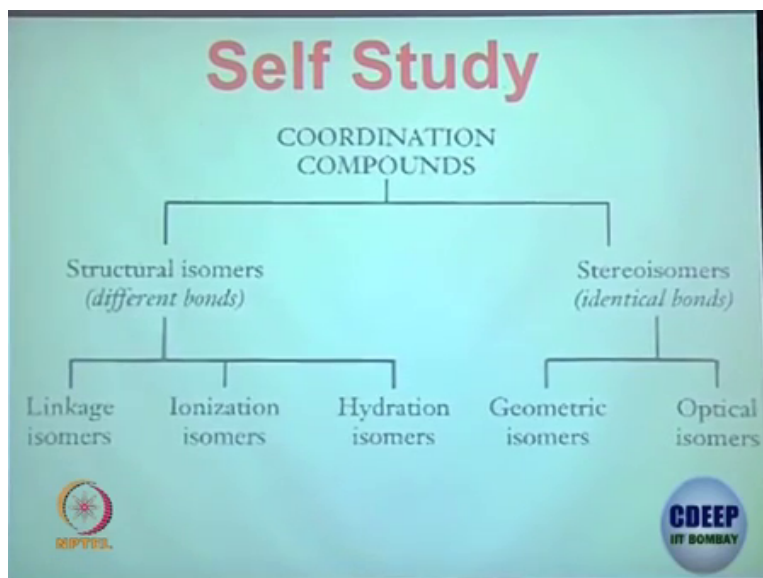 Self Study
COORDINATION
COMPOUNDS
Structural isomers
(different bonds)
Stereoisomers
(identical bonds)
Linkage
isomers
Ionization
isomers
Hydration
isomers
Geometric
isomers
Optical
isomers
NPTEL
CDEEP
IIT BOMBAY